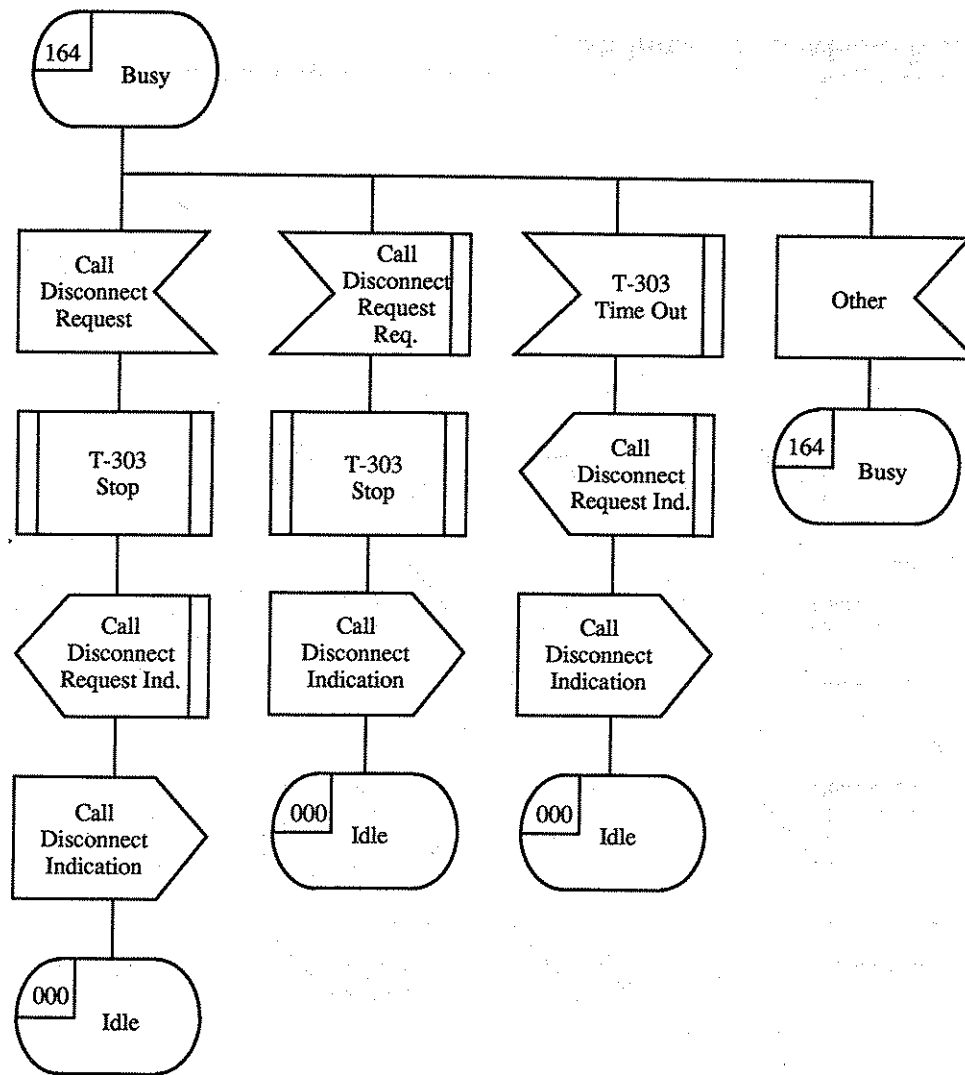 164
Busy
Call
Disconnect
Request
Call
Disconnect
Request
Req.
T-303
Time Out
Other
T-303
Stop
T-303
Stop
Call
Disconnect
Request Ind.
164
Busy
Call
Disconnect
Request Ind.
Call
Disconnect
Indication
Call
Disconnect
Indication
Call
Disconnect
Indication
000
Idle
000
Idle
000
Idle